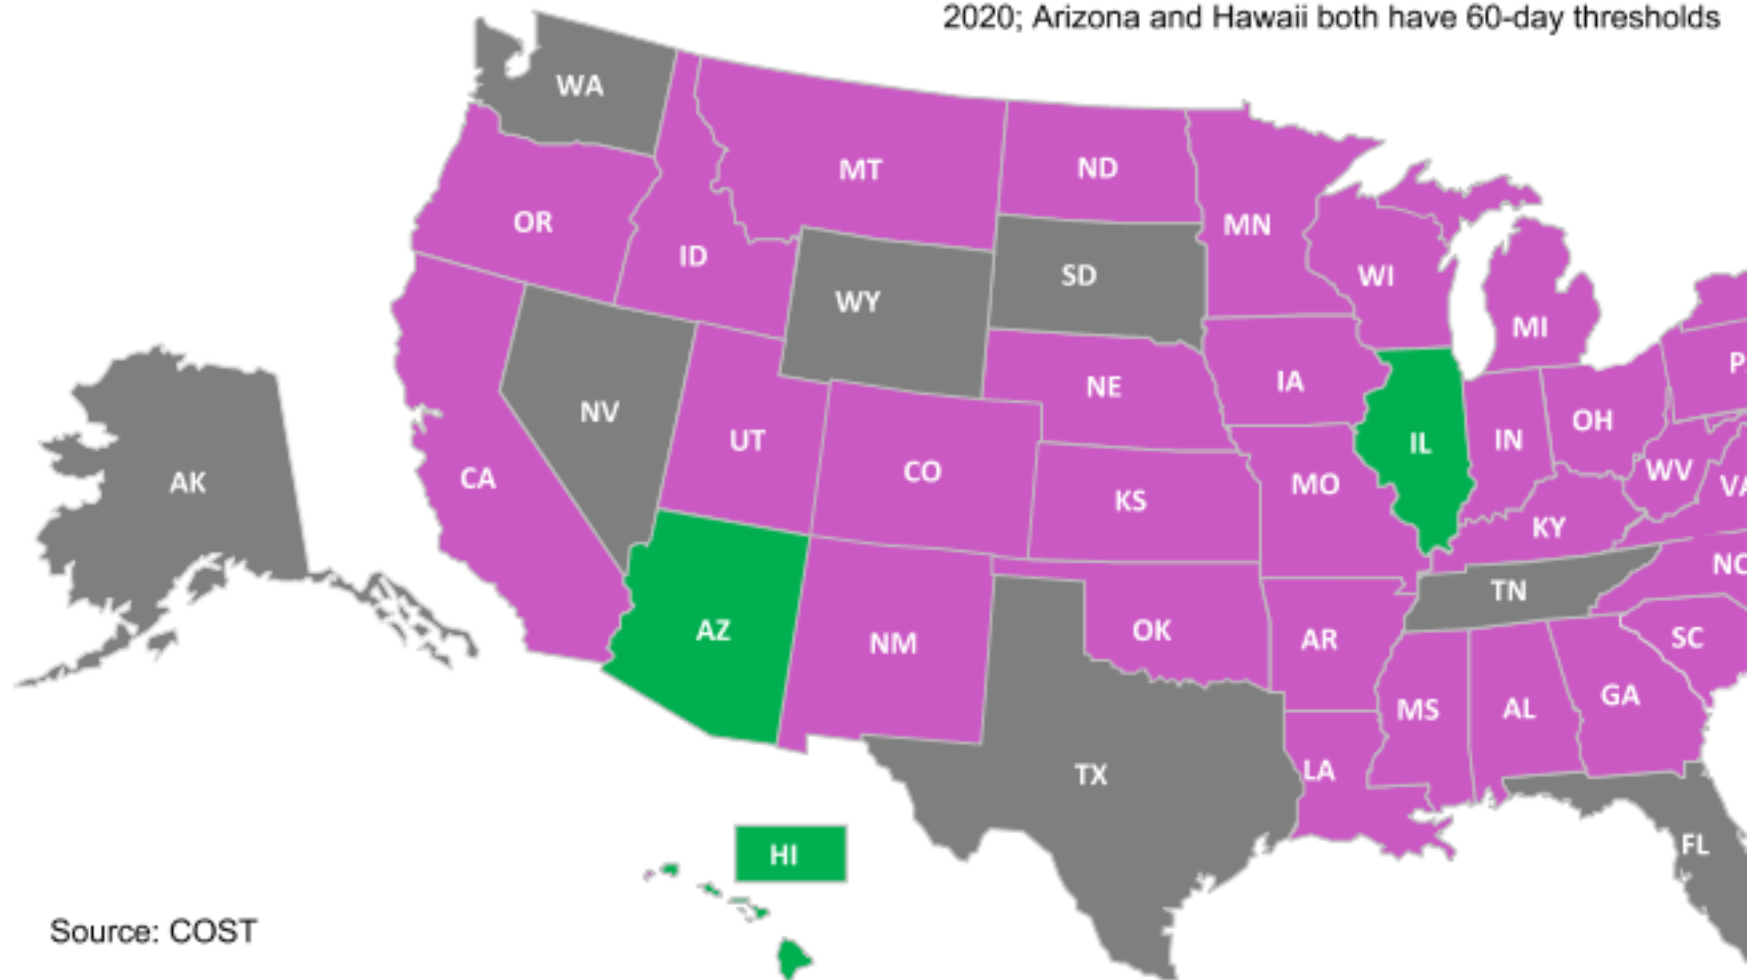 2020; Arizona and Hawaii both have 60-day thresholds
WA
MT
ND
MN
OR
ID
WY
SD
WI
MI
NE
IA
P
NV
UT
CO
KS
MO
IL
IN
OH
WV
VA
AK
CA
KY
TN
NC
AZ
NM
OK
AR
SC
MS
AL
GA
TX
LA
FL
HI
Source: COST